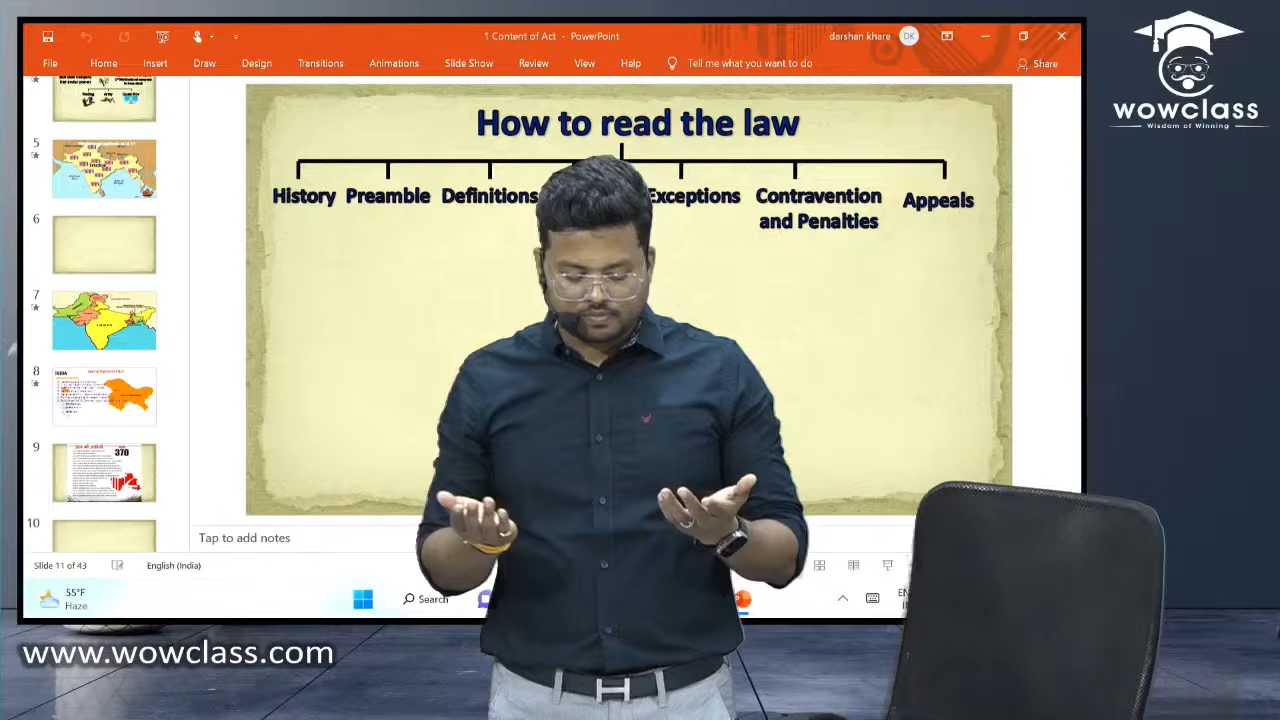 1 Content of Act - PowerPoint
darshan khare
DK
File Home Insert Draw Design Transitions Animations Slide Show Review View Help Tell me what you want to do Share
5
6
7
8
INDIA
9
370
10
How to read the law
History Preamble Definitions Exceptions Contravention and Penalties Appeals
Tap to add notes
Slide 11 of 43 English (India)
55°F
Haze
Search
wowclass
Wisdom of Winning
www.wowclass.com